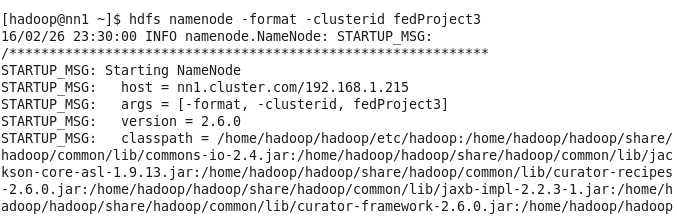 [hadoop@nn1 ~]$ hdfs namenode -format -clusterid fedProject3
16/02/26 23:30:00 INFO namenode.NameNode: STARTUP_MSG:
/************************************************************
STARTUP_MSG: Starting NameNode
STARTUP_MSG:   host = nn1.cluster.com/192.168.1.215
STARTUP_MSG:   args = [-format, -clusterid, fedProject3]
STARTUP_MSG:   version = 2.6.0
STARTUP_MSG:   classpath = /home/hadoop/hadoop/etc/hadoop:/home/hadoop/hadoop/share/
hadoop/common/lib/commons-io-2.4.jar:/home/hadoop/hadoop/share/hadoop/common/lib/jac
kson-core-asl-1.9.13.jar:/home/hadoop/hadoop/share/hadoop/common/lib/curator-recipes
-2.6.0.jar:/home/hadoop/hadoop/share/hadoop/common/lib/jaxb-impl-2.2.3-1.jar:/home/h
adoop/hadoop/share/hadoop/common/lib/curator-framework-2.6.0.jar:/home/hadoop/hadoop